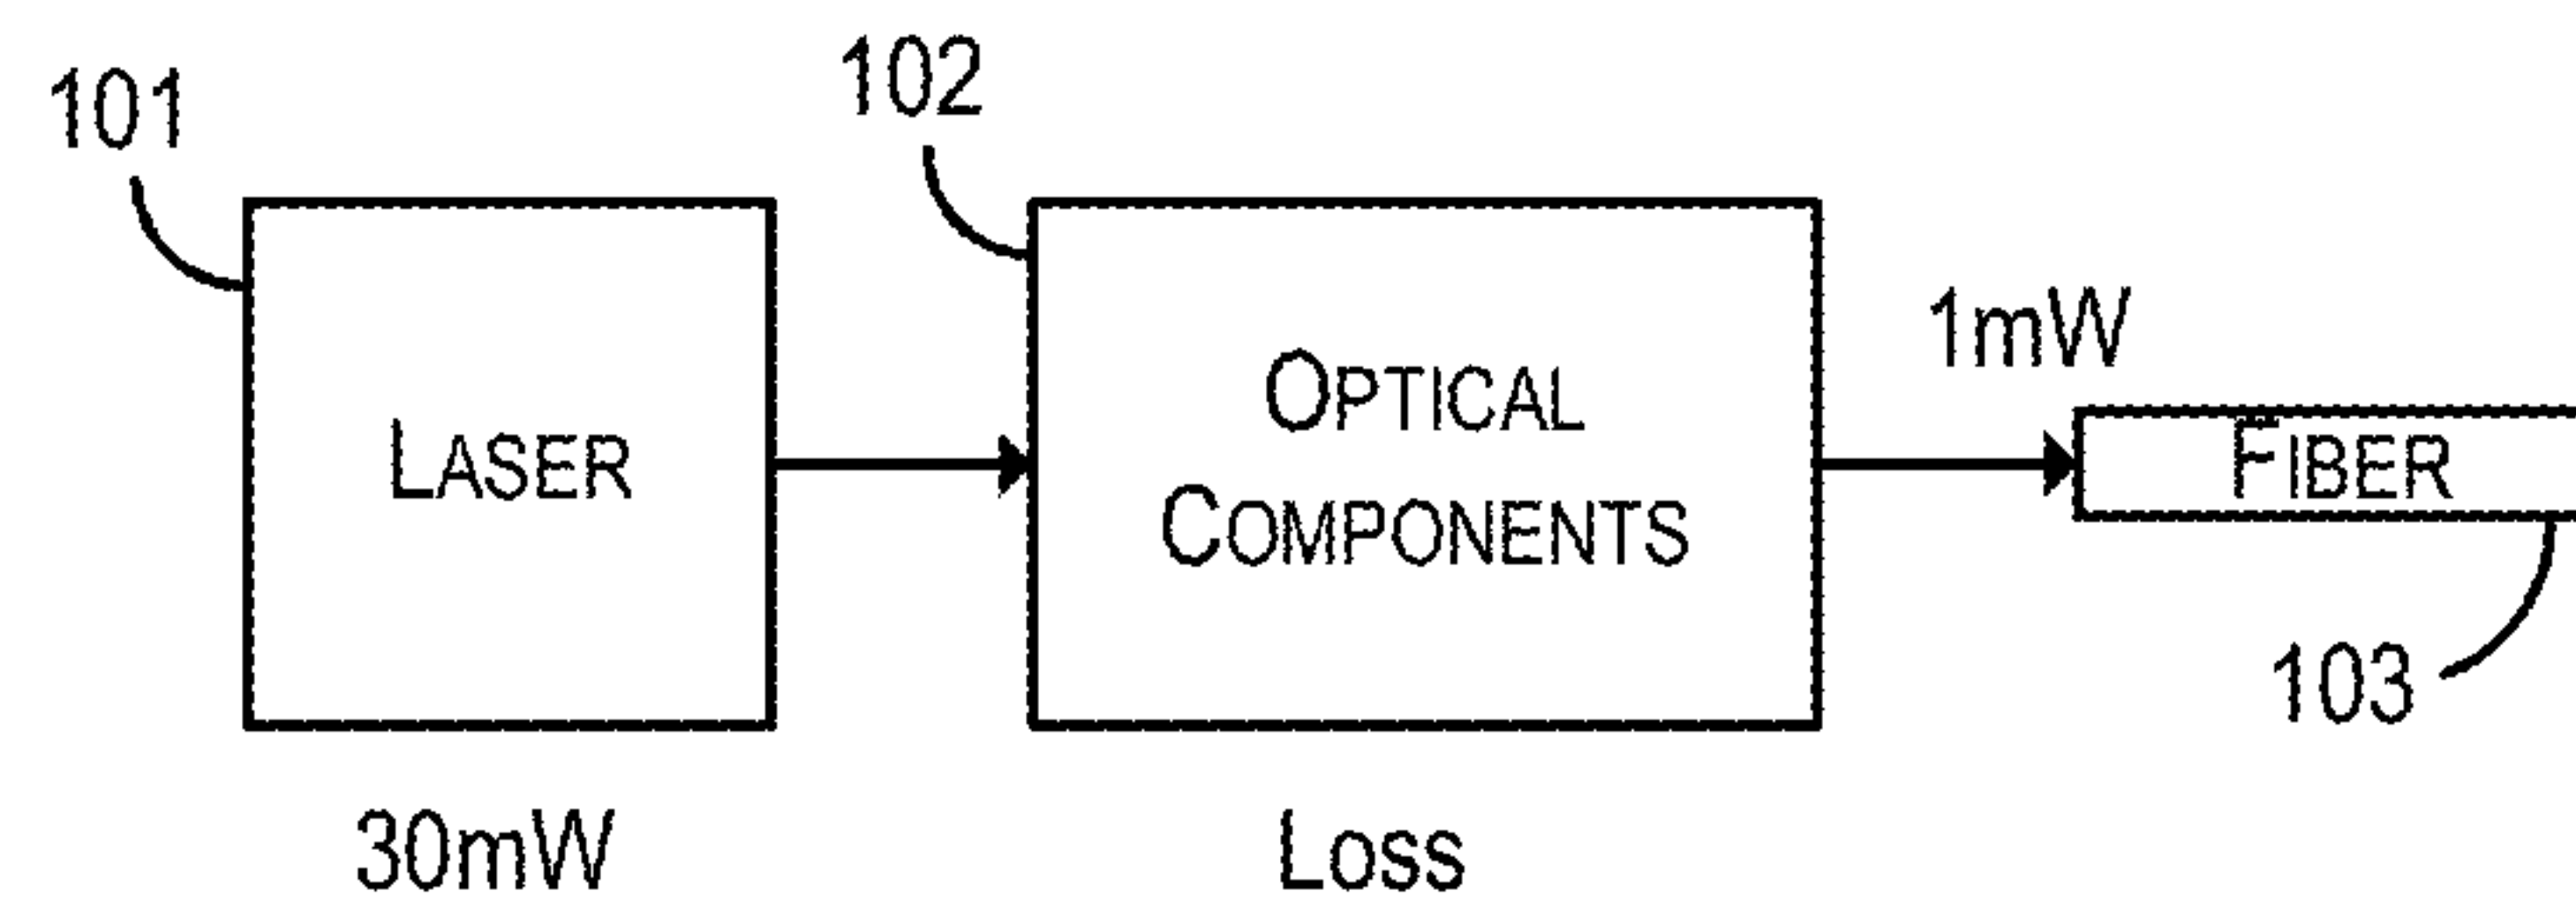 101
102
LASER
OPTICAL
COMPONENTS
1mW
FIBER
103
30mW
Loss